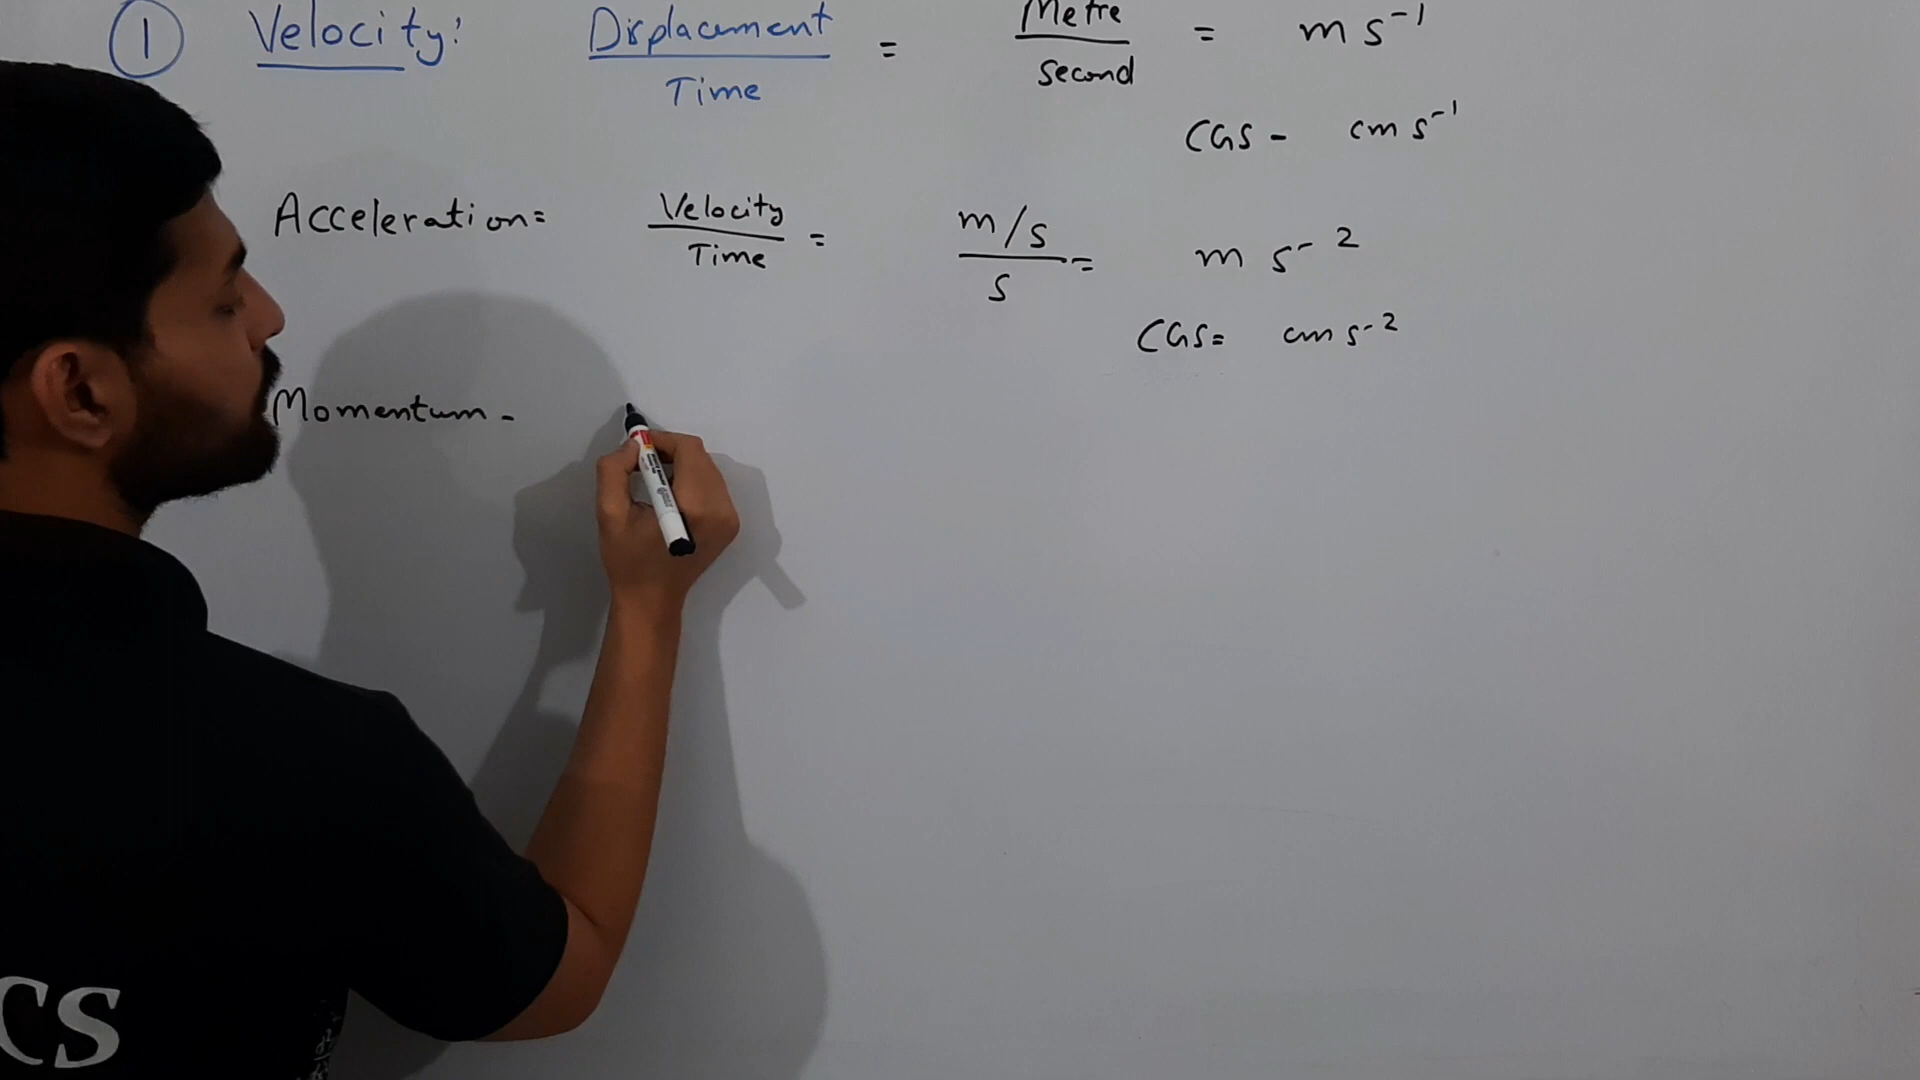 1 Velocity: Displacement / Time = Metre / second = m s⁻¹
CGS - cm s⁻¹
Acceleration = Velocity / Time = m/s / s = m s⁻²
CGS = cm s⁻²
Momentum -
CS